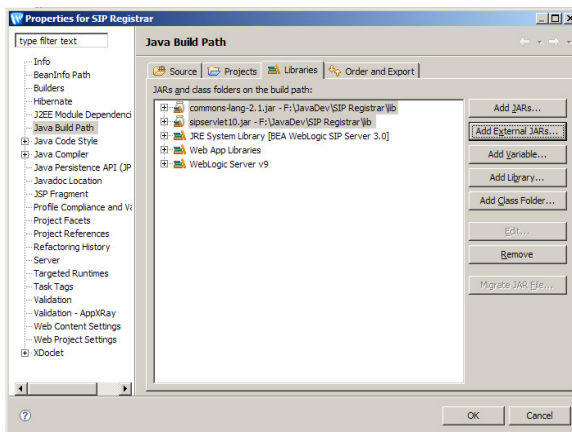 Properties for SIP Registrar
type filter text
Java Build Path
Info
BeanInfo Path
Builders
Hibernate
J2EE Module Dependenci
Java Build Path
Java Code Style
Java Compiler
Java Persistence API (JP
Javadoc Location
JSP Fragment
Profile Compliance and Va
Project Facets
Project References
Refactoring History
Server
Targeted Runtimes
Task Tags
Validation
Validation - AppXRay
Web Content Settings
Web Project Settings
XDoclet
Source Projects Libraries Order and Export
JARs and class folders on the build path:
commons-lang-2.1.jar - F:\JavaDev\SIP Registrar\lib
sipservlet10.jar - F:\JavaDev\SIP Registrar\lib
JRE System Library [BEA WebLogic SIP Server 3.0]
Web App Libraries
WebLogic Server v9
Add JARs...
Add External JARs...
Add Variable...
Add Library...
Add Class Folder...
Edit...
Remove
Migrate JAR File...
OK Cancel